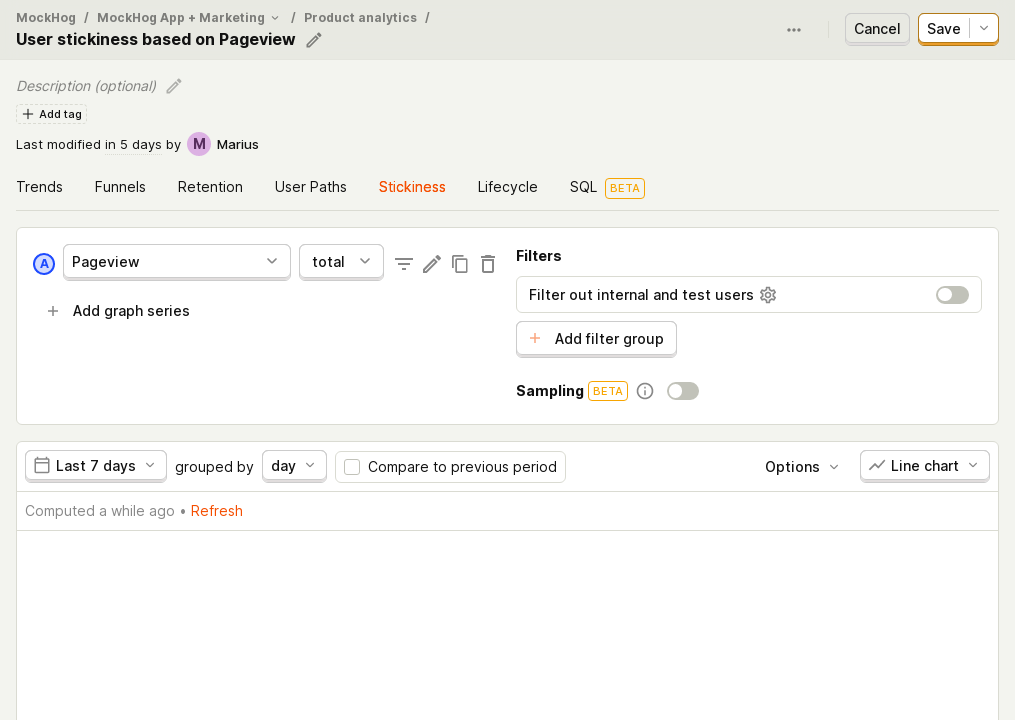 MockHog / MockHog App + Marketing / Product analytics /
User stickiness based on Pageview
Cancel
Save
Description (optional)
Add tag
Last modified in 5 days by M Marius
Trends Funnels Retention User Paths Stickiness Lifecycle SQL BETA
A Pageview total
Add graph series
Filters
Filter out internal and test users
Add filter group
Sampling BETA
Last 7 days grouped by day Compare to previous period Options Line chart
Computed a while ago • Refresh